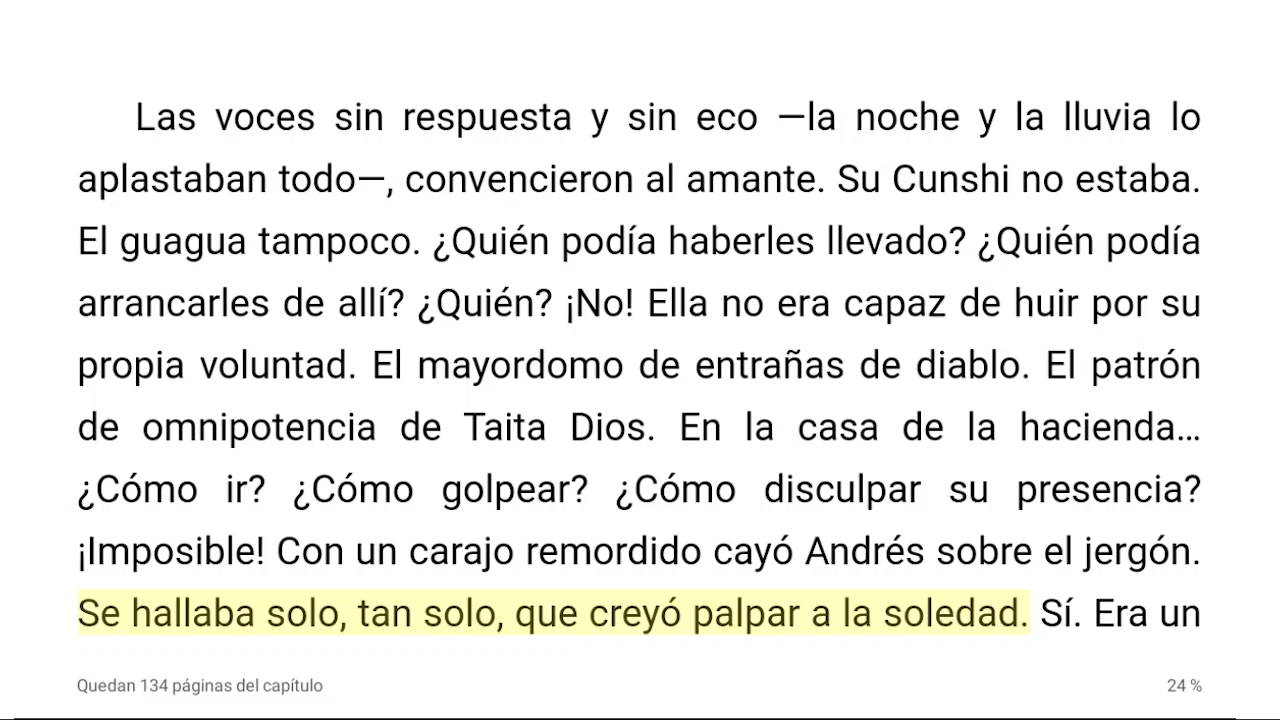 Las voces sin respuesta y sin eco —la noche y la lluvia lo
aplastaban todo—, convencieron al amante. Su Cunshi no estaba.
El guagua tampoco. ¿Quién podía haberles llevado? ¿Quién podía
arrancarles de allí? ¿Quién? ¡No! Ella no era capaz de huir por su
propia voluntad. El mayordomo de entrañas de diablo. El patrón
de omnipotencia de Taita Dios. En la casa de la hacienda…
¿Cómo ir? ¿Cómo golpear? ¿Cómo disculpar su presencia?
¡Imposible! Con un carajo remordido cayó Andrés sobre el jergón.
Se hallaba solo, tan solo, que creyó palpar a la soledad. Sí. Era un
Quedan 134 páginas del capítulo
24 %